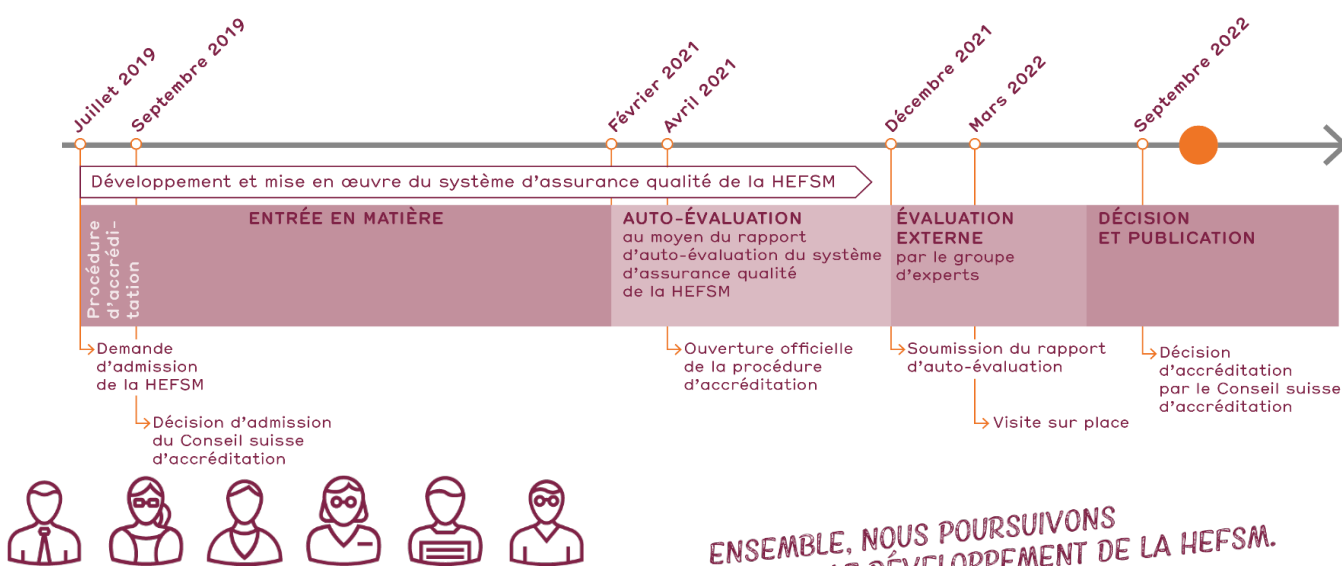 Juillet 2019
Septembre 2019
Février 2021
Avril 2021
Décembre 2021
Mars 2022
Septembre 2022
Développement et mise en œuvre du système d'assurance qualité de la HEFSM
Procédure
d'accrédi-
tation
ENTRÉE EN MATIÈRE
AUTO-ÉVALUATION
au moyen du rapport
d'auto-évaluation du système
d'assurance qualité
de la HEFSM
ÉVALUATION
EXTERNE
par le groupe
d'experts
DÉCISION
ET PUBLICATION
Demande
d'admission
de la HEFSM
Décision d'admission
du Conseil suisse
d'accréditation
Ouverture officielle
de la procédure
d'accréditation
Soumission du rapport
d'auto-évaluation
Visite sur place
Décision
d'accréditation
par le Conseil suisse
d'accréditation
ENSEMBLE, NOUS POURSUIVONS
DÉVELOPPEMENT DE LA HEFSM.